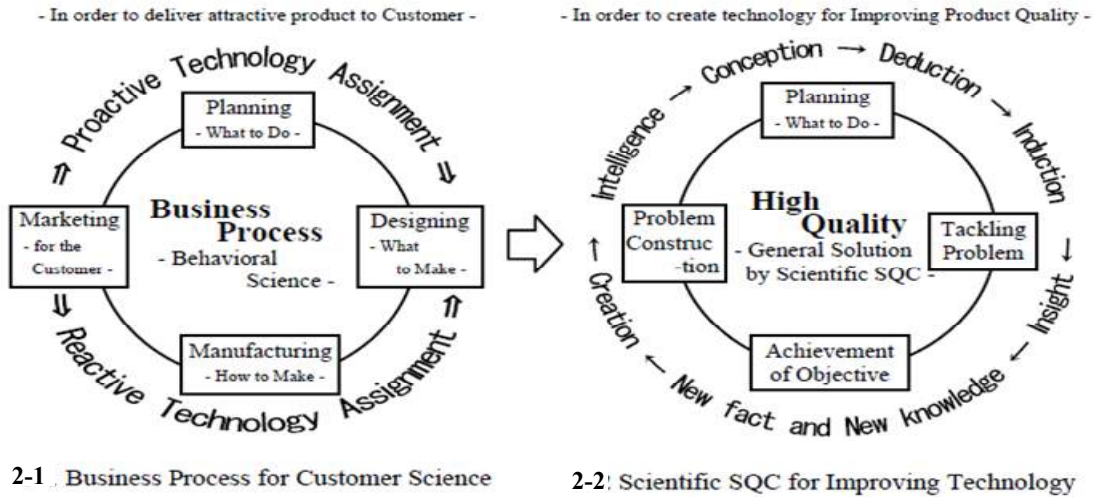 - In order to deliver attractive product to Customer -
Proactive Technology Assignment
⇑ ⇓
Planning
- What to Do -
Marketing
- for the
Customer -
Business
Process
- Behavioral
Science -
Designing
- What
to Make -
Manufacturing
- How to Make -
⇓ ⇑
Reactive Technology Assignment
2-1 . Business Process for Customer Science
- In order to create technology for Improving Product Quality -
Intelligence → Conception → Deduction → Induction
Planning
- What to Do -
Problem
Construc
-tion
High
Quality
- General Solution
by Scientific SQC -
Tackling
Problem
Achievement
of Objective
→ Insight → New fact and New knowledge → Creation →
2-2: Scientific SQC for Improving Technology